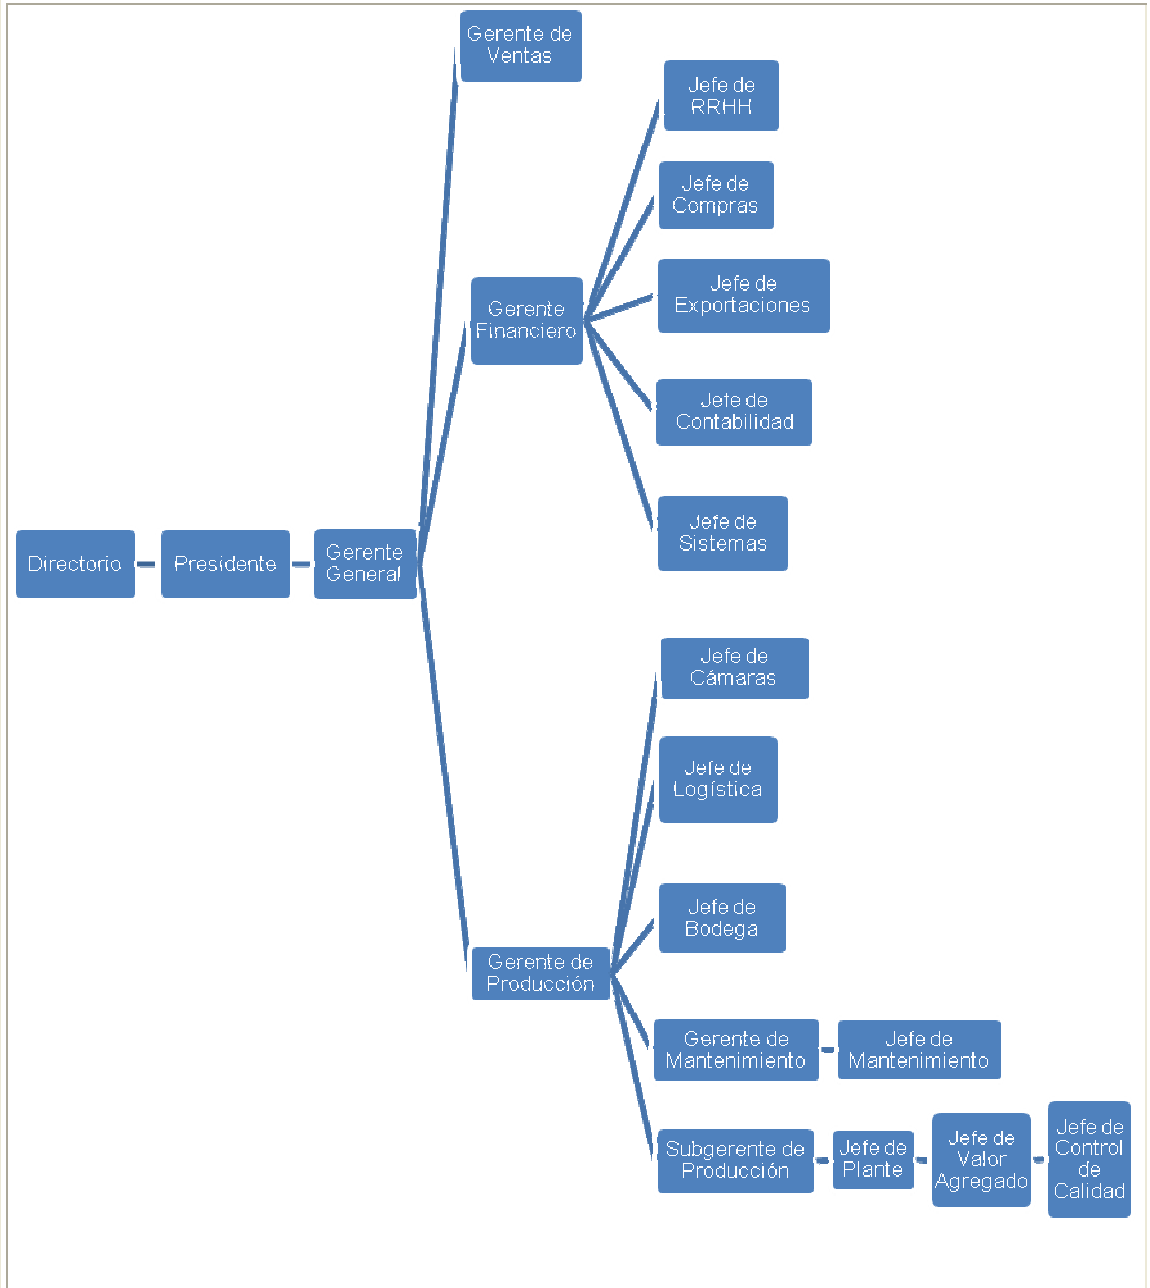 Gerente de
Ventas
Jefe de
RRHH
Jefe de
Compras
Gerente
Financiero
Jefe de
Exportaciones
Jefe de
Contabilidad
Jefe de
Sistemas
Directorio
Presidente
Gerente
General
Jefe de
Cámaras
Jefe de
Logística
Jefe de
Bodega
Gerente de
Producción
Gerente de
Mantenimiento
Jefe de
Mantenimiento
Subgerente de
Producción
Jefe de
Plante
Jefe de
Valor
Agregado
Jefe de
Control
de
Calidad